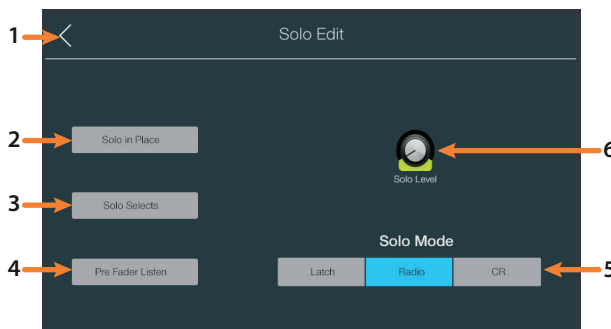 1
Solo Edit
2
Solo in Place
6
Solo Level
3
Solo Selects
Solo Mode
4
Pre Fader Listen
Latch
Radio
CR
5